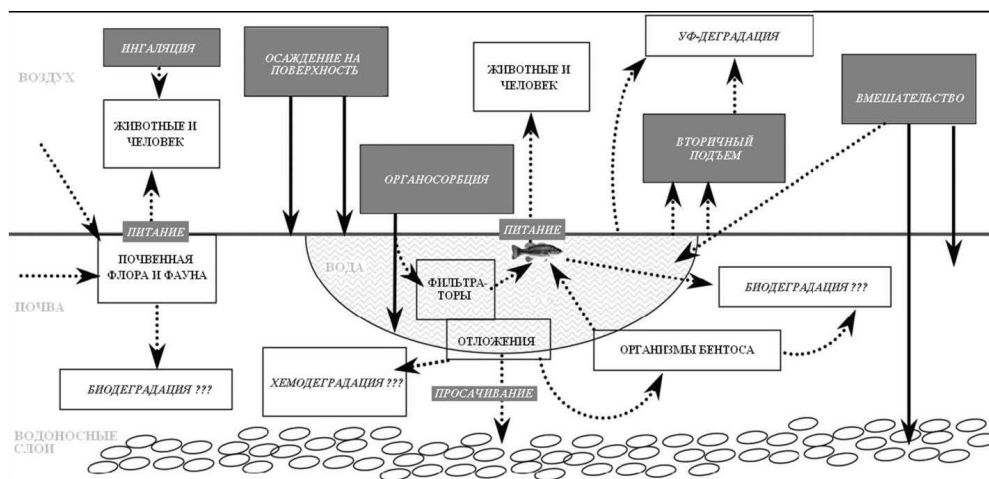 ВОЗДУХ
ИНГАЛЯЦИЯ
ЖИВОТНЫЕ И
ЧЕЛОВЕК
ОСАЖДЕНИЕ НА
ПОВЕРХНОСТЬ
ОРГАНОСОРБЦИЯ
ЖИВОТНЫЕ И
ЧЕЛОВЕК
УФ-ДЕГРАДАЦИЯ
ВТОРИЧНЫЙ
ПОДЪЕМ
ВМЕШАТЕЛЬСТВО
ПИТАНИЕ
ПИТАНИЕ
ПОЧВЕННАЯ
ФЛОРА И ФАУНА
ПОЧВА
ВОДА
ФИЛЬТРА-
ТОРЫ
ОТЛОЖЕНИЯ
БИОДЕГРАДАЦИЯ ???
ОРГАНИЗМЫ БЕНТОСА
БИОДЕГРАДАЦИЯ ???
ХЕМОДЕГРАДАЦИЯ ???
ПРОСАЧИВАНИЕ
ВОДОНОСНЫЕ
СЛОИ